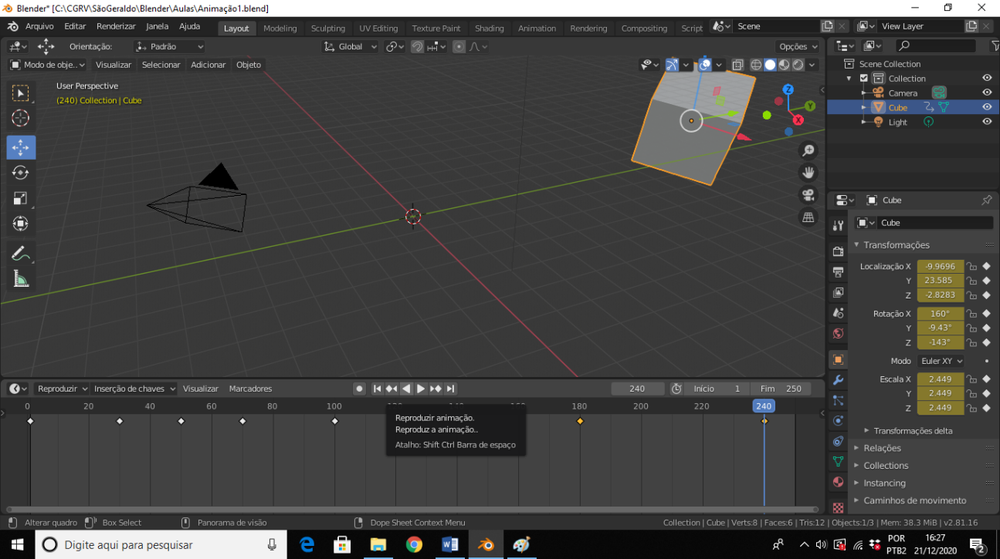 Blender* [C:\CGRV\SãoGeraldo\Blender\Aulas\Animação1.blend]
Arquivo Editar Renderizar Janela Ajuda Layout Modeling Sculpting UV Editing Texture Paint Shading Animation Rendering Compositing Script Scene View Layer
Orientação: Padrão Global Opções
Modo de obje.. Visualizar Selecionar Adicionar Objeto
User Perspective
(240) Collection | Cube
Z
Y
X
Scene Collection
Collection
Camera
Cube
Light
Cube
Cube
Transformações
Localização X -9.9696
Y 23.585
Z -2.8283
Rotação X 160°
Y -9.43°
Z -143°
Modo Euler XY
Escala X 2.449
Y 2.449
Z 2.449
Transformações delta
Relações
Collections
Instancing
Caminhos de movimento
Reproduzir Inserção de chaves Visualizar Marcadores 240 Início 1 Fim 250
0 20 40 60 80 100 120 140 160 180 200 220 240
Reproduzir animação.
Reproduz a animação..
Atalho: Shift Ctrl Barra de espaço
Alterar quadro Box Select Panorama de visão Dope Sheet Context Menu Collection | Cube | Verts:8 | Faces:6 | Tris:12 | Objects:1/3 | Mem: 38.3 MiB | v2.81.16
Digite aqui para pesquisar
POR
PTB2
16:27
21/12/2020
2